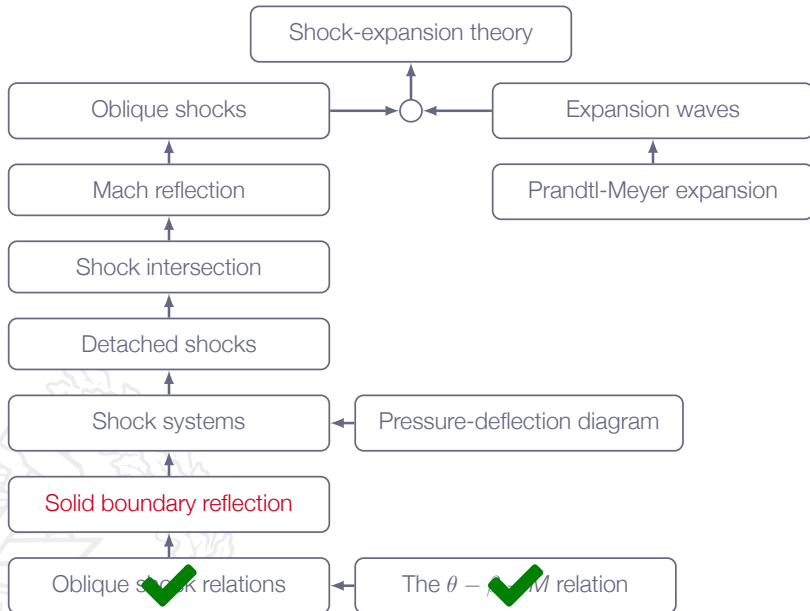 Shock-expansion theory
Oblique shocks
Expansion waves
Mach reflection
Prandtl-Meyer expansion
Shock intersection
Detached shocks
Shock systems
Pressure-deflection diagram
Solid boundary reflection
Oblique shock relations
The θ − β − M relation